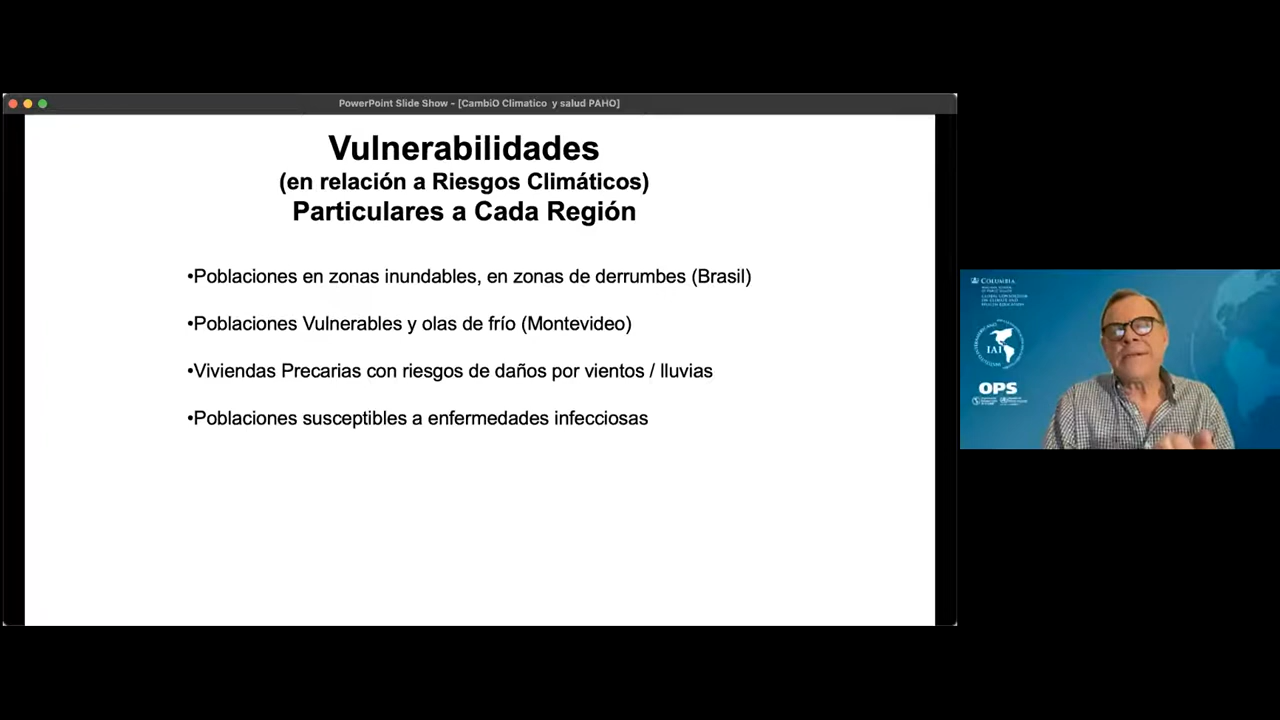 PowerPoint Slide Show - [CambiO Climatico y salud PAHO]
Vulnerabilidades
(en relación a Riesgos Climáticos)
Particulares a Cada Región
•Poblaciones en zonas inundables, en zonas de derrumbes (Brasil)
•Poblaciones Vulnerables y olas de frío (Montevideo)
•Viviendas Precarias con riesgos de daños por vientos / lluvias
•Poblaciones susceptibles a enfermedades infecciosas
COLUMBIA
IAI
OPS